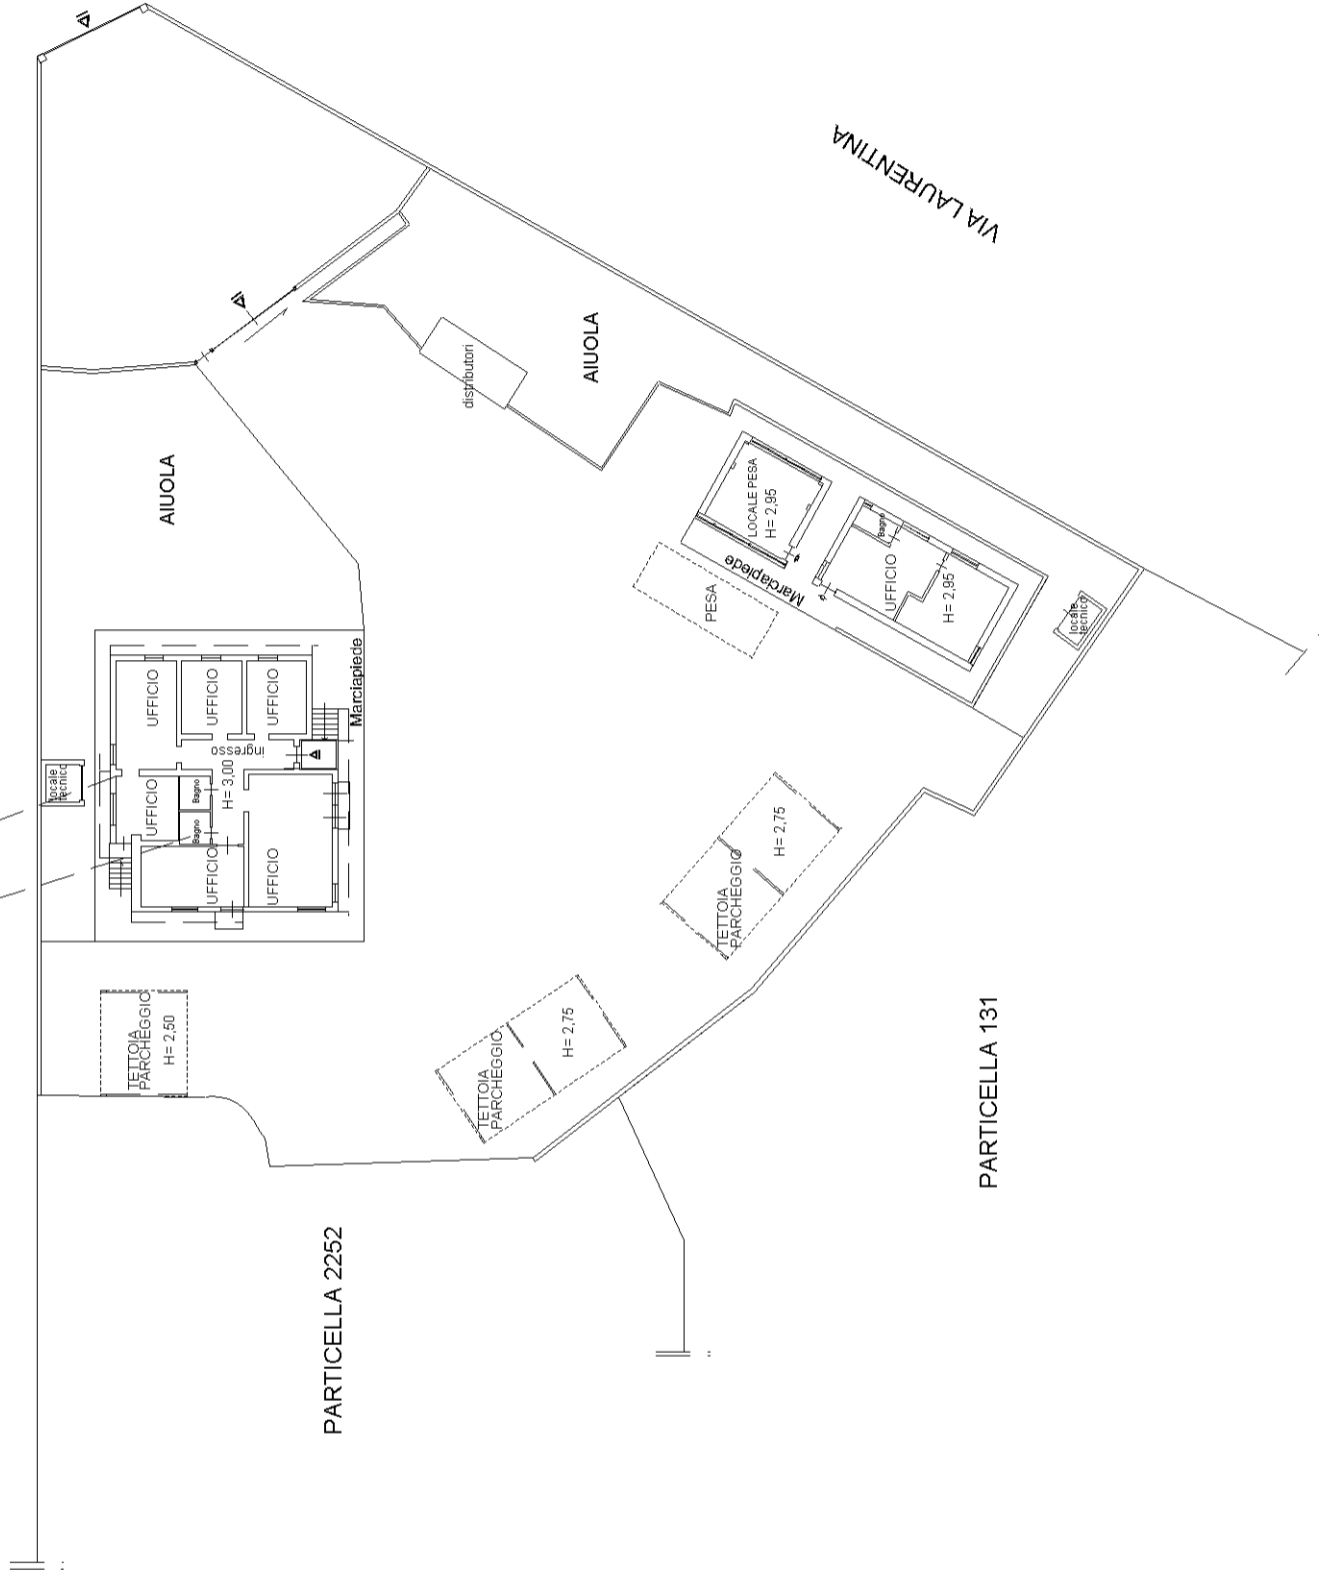 VIA LAURENTINA
AIUOLA
distributori
AIUOLA
LOCALE PESA
H= 2,95
Marciapiede
PESA
Bagno
UFFICIO
H= 2,95
locale
tecnico
Marciapiede
UFFICIO
UFFICIO
UFFICIO
ingresso
H= 3,00
locale
tecnico
UFFICIO
Bagno
Bagno
UFFICIO
UFFICIO
TETTOIA
PARCHEGGIO
H= 2,75
TETTOIA
PARCHEGGIO
H= 2,50
TETTOIA
PARCHEGGIO
H= 2,75
PARTICELLA 131
PARTICELLA 2252